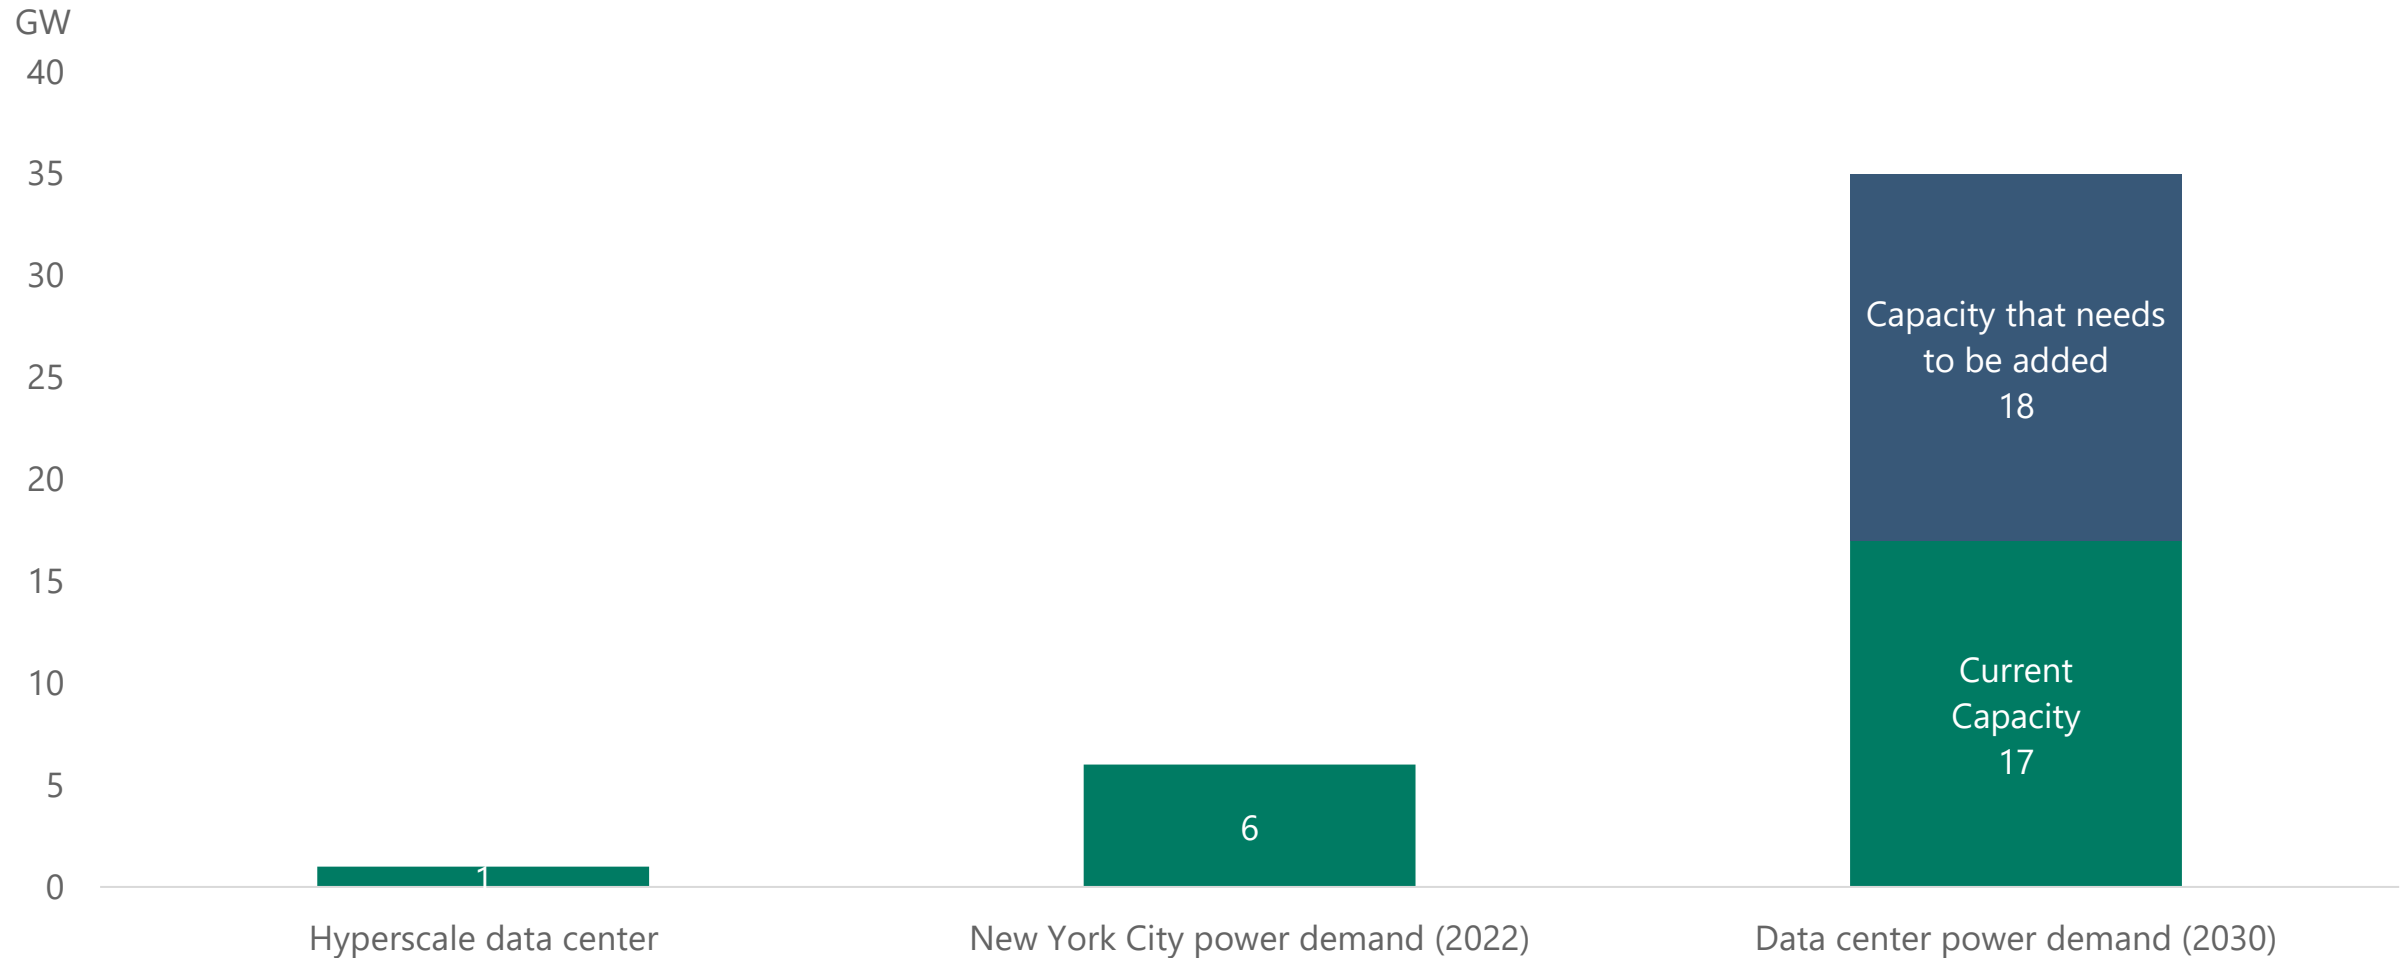 GW
40
35
30
25
20
15
10
5
0
Capacity that needs
to be added
18
Current
Capacity
17
6
1
Hyperscale data center
New York City power demand (2022)
Data center power demand (2030)